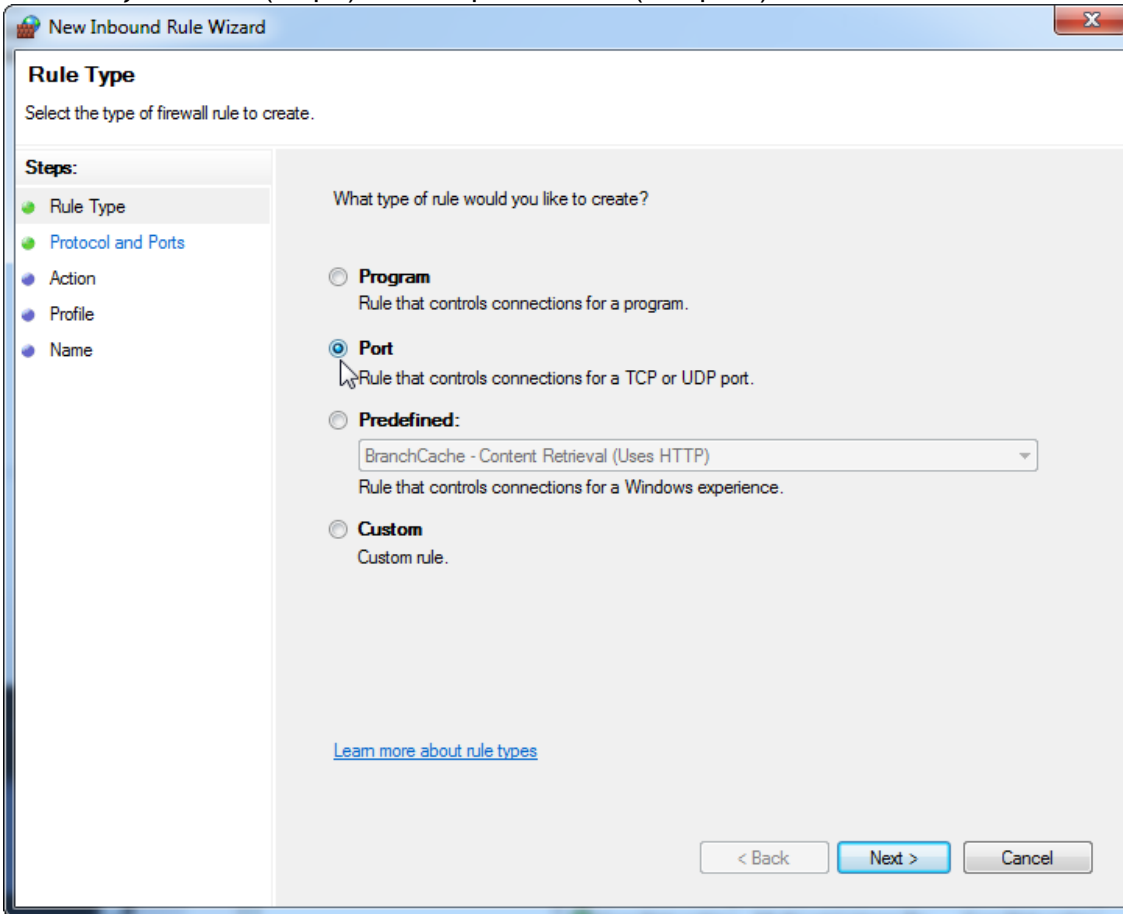 New Inbound Rule Wizard
Rule Type
Select the type of firewall rule to create.
Steps:
Rule Type
Protocol and Ports
Action
Profile
Name
What type of rule would you like to create?
Program
Rule that controls connections for a program.
Port
Rule that controls connections for a TCP or UDP port.
Predefined:
BranchCache - Content Retrieval (Uses HTTP)
Rule that controls connections for a Windows experience.
Custom
Custom rule.
Learn more about rule types
< Back
Next >
Cancel